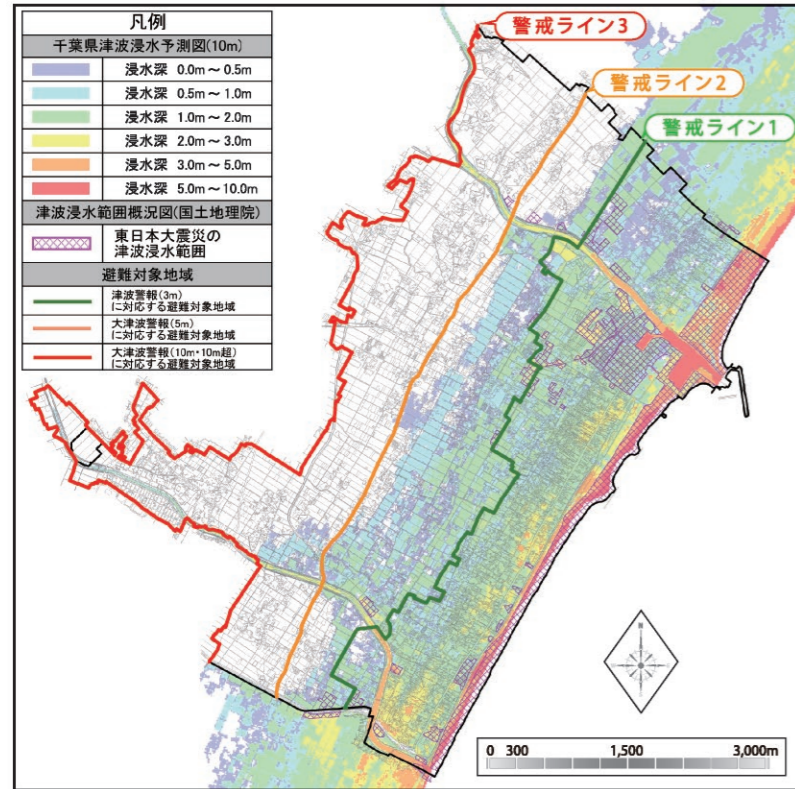 凡例
千葉県津波浸水予測図(10m)
浸水深 0.0m～0.5m
浸水深 0.5m～1.0m
浸水深 1.0m～2.0m
浸水深 2.0m～3.0m
浸水深 3.0m～5.0m
浸水深 5.0m～10.0m
津波浸水範囲概況図(国土地理院)
東日本大震災の
津波浸水範囲
避難対象地域
津波警報(3m)
に対応する避難対象地域
大津波警報(5m)
に対応する避難対象地域
大津波警報(10m・10m超)
に対応する避難対象地域
警戒ライン3
警戒ライン2
警戒ライン1
0 300 1,500 3,000m